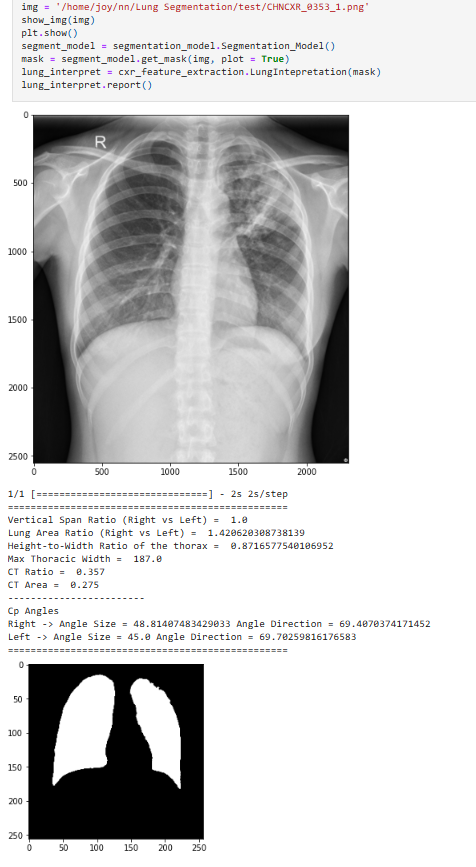 img = '/home/joy/nn/Lung Segmentation/test/CHNCXR_0353_1.png'
show_img(img)
plt.show()
segment_model = segmentation_model.Segmentation_Model()
mask = segment_model.get_mask(img, plot = True)
lung_interpret = cxr_feature_extraction.LungIntepretation(mask)
lung_interpret.report()
0
R
500
1000
1500
2000
2500
0 500 1000 1500 2000
1/1 [==============================] - 2s 2s/step
================================================
Vertical Span Ratio (Right vs Left) =  1.0
Lung Area Ratio (Right vs Left) =  1.420620308738139
Height-to-Width Ratio of the thorax =  0.8716577540106952
Max Thoracic Width =  187.0
CT Ratio =  0.357
CT Area =  0.275
-----------------------
Cp Angles
Right -> Angle Size = 48.81407483429033 Angle Direction = 69.4070374171452
Left -> Angle Size = 45.0 Angle Direction = 69.70259816176583
================================================
0
50
100
150
200
250
0 50 100 150 200 250